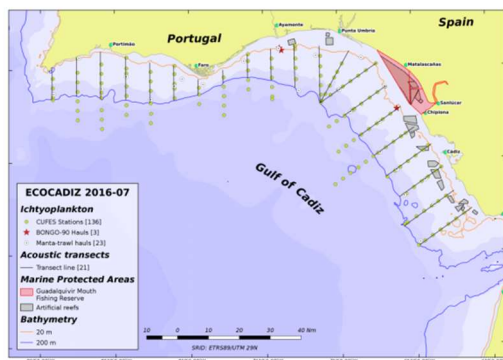 Portugal
Spain
Ayamonte
Punta Umbría
Portimão
Faro
Matalascañas
Sanlúcar
Chipiona
Cádiz
Gulf of Cadiz
ECOCADIZ 2016-07
Ichtyoplankton
CUFES Stations [136]
BONGO-90 Hauls [3]
Manta-trawl hauls [23]
Acoustic transects
Transect line [21]
Marine Protected Areas
Guadalquivir Mouth
Fishing Reserve
Artificial reefs
Bathymetry
20 m
200 m
10 0 10 20 30 40 Nm
SRID: ETRS89/UTM 29N